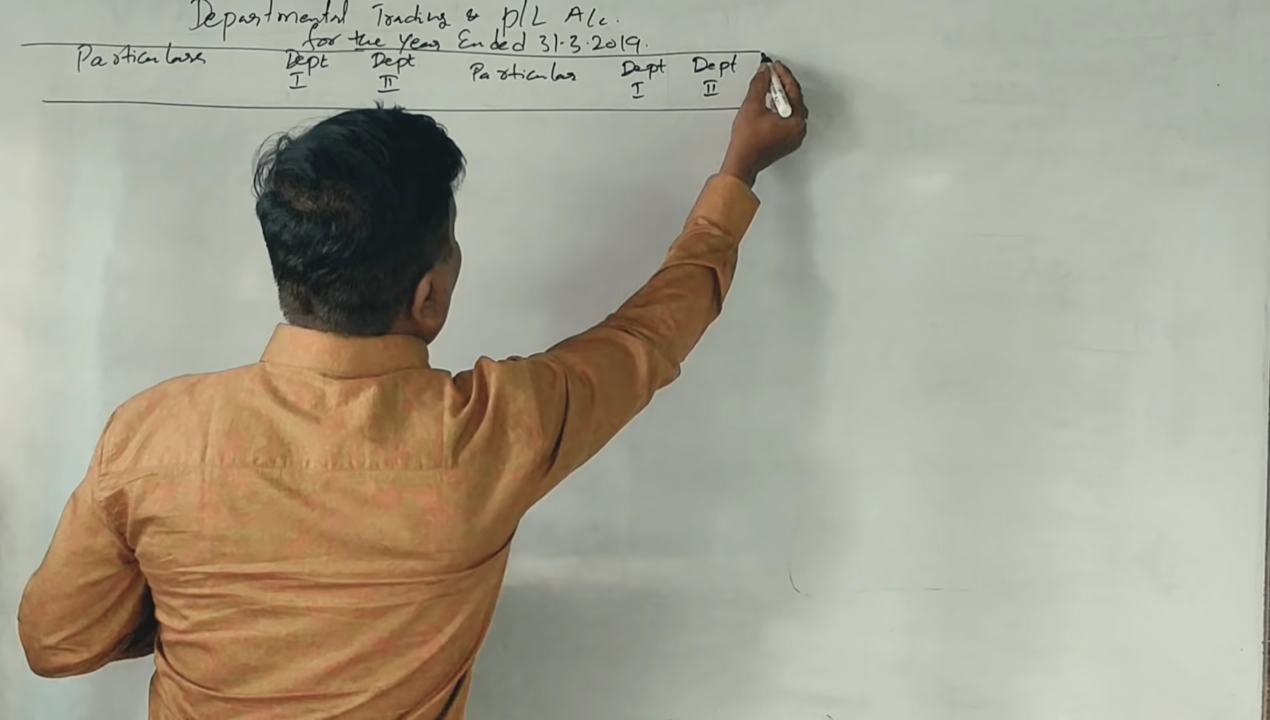 Departmental Trading & P/L A/c.
for the Year Ended 31.3.2019.
Particulars Dept I Dept II Particulars Dept I Dept II